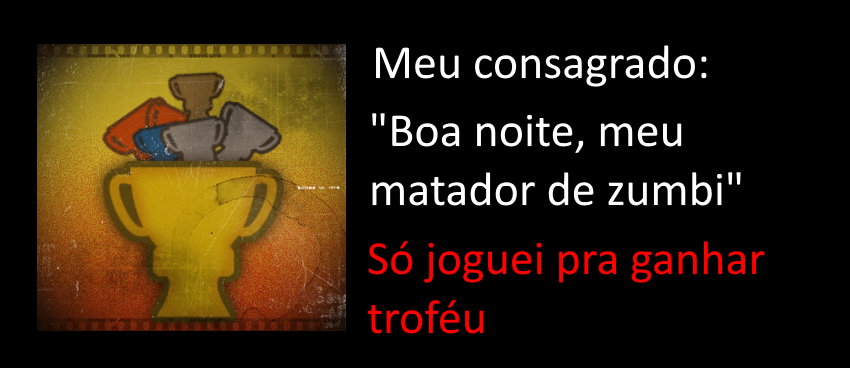 Meu consagrado:
"Boa noite, meu
matador de zumbi"
Só joguei pra ganhar
troféu